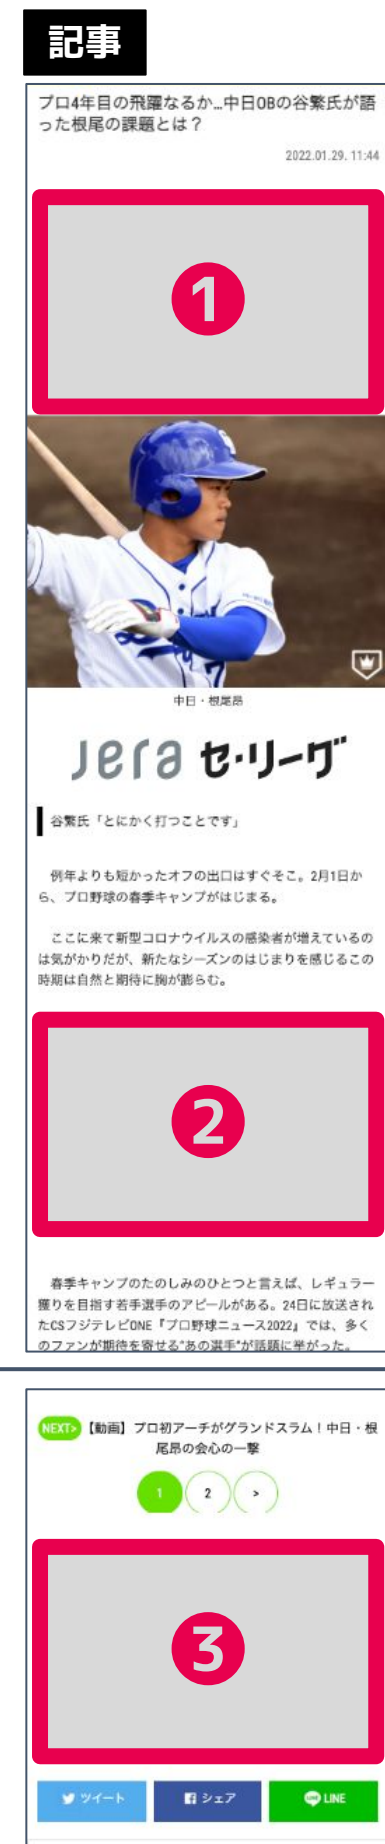 記事
プロ4年目の飛躍なるか…中日OBの谷繁氏が語
った根尾の課題とは？
2022.01.29. 11:44
1
中日・根尾昂
Jera セ・リーグ
谷繁氏「とにかく打つことです」
例年よりも短かったオフの出口はすぐそこ。2月1日か
ら、プロ野球の春季キャンプがはじまる。
ここに来て新型コロナウイルスの感染者が増えているの
は気がかりだが、新たなシーズンのはじまりを感じるこの
時期は自然と期待に胸が膨らむ。
2
春季キャンプのたのしみのひとつと言えば、レギュラー
獲りを目指す若手選手のアピールがある。24日に放送され
たCSフジテレビONE『プロ野球ニュース2022』では、多く
のファンが期待を寄せる“あの選手”が話題に挙がった。
NEXT> 【動画】プロ初アーチがグランドスラム！中日・根
尾昂の会心の一撃
1 2 >
3
ツイート シェア LINE